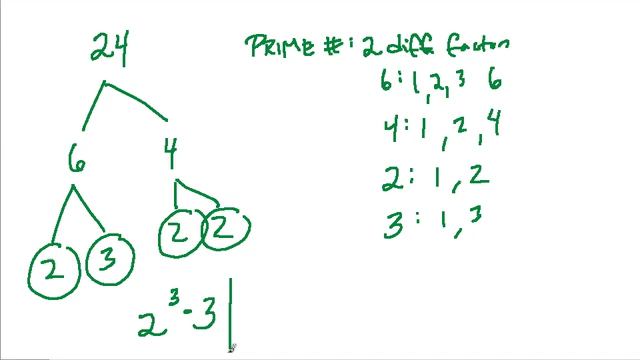 24
PRIME #: 2 diff factors
6: 1, 2, 3 6
4: 1, 2, 4
6 4
2: 1, 2
3: 1, 3
2 3 2 2
2³·3